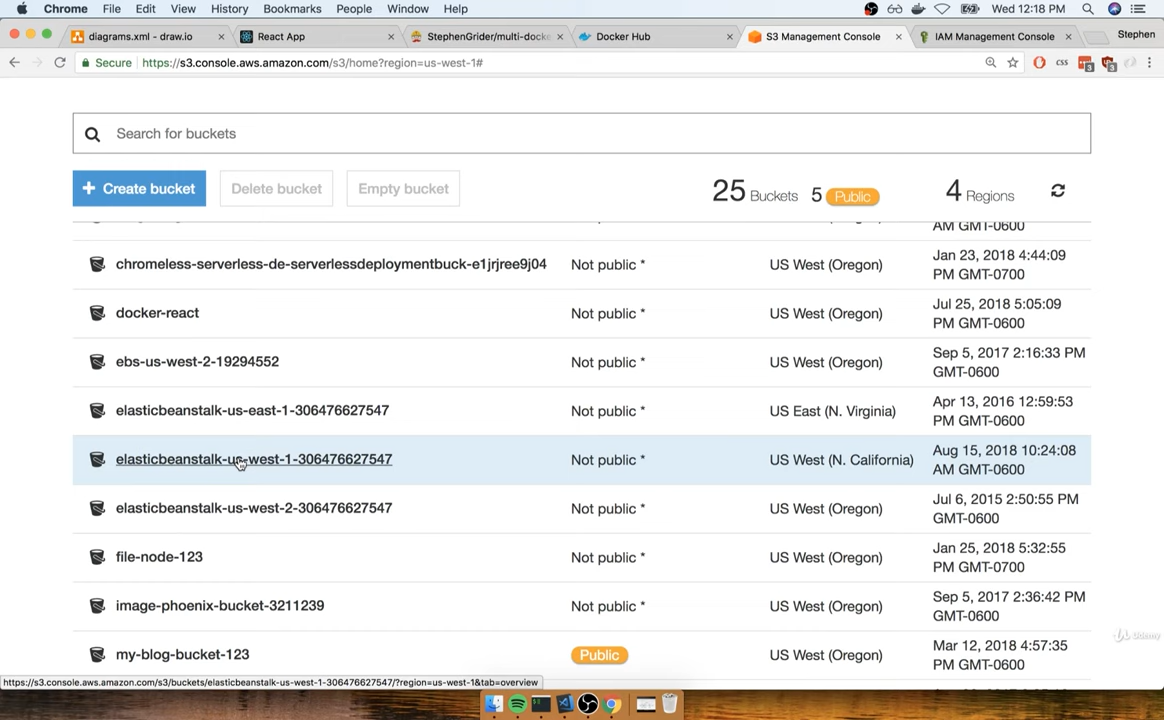 Chrome File Edit View History Bookmarks People Window Help Wed 12:18 PM
diagrams.xml - draw.io React App StephenGrider/multi-docke Docker Hub S3 Management Console IAM Management Console Stephen
Secure https://s3.console.aws.amazon.com/s3/home?region=us-west-1# CSS 3 3
Search for buckets
Create bucket Delete bucket Empty bucket 25 Buckets 5 Public 4 Regions
AM GMT-0600
chromeless-serverless-de-serverlessdeploymentbuck-e1jrjree9j04 Not public * US West (Oregon) Jan 23, 2018 4:44:09
PM GMT-0700
docker-react Not public * US West (Oregon) Jul 25, 2018 5:05:09
PM GMT-0600
ebs-us-west-2-19294552 Not public * US West (Oregon) Sep 5, 2017 2:16:33 PM
GMT-0600
elasticbeanstalk-us-east-1-306476627547 Not public * US East (N. Virginia) Apr 13, 2016 12:59:53
PM GMT-0600
elasticbeanstalk-us-west-1-306476627547 Not public * US West (N. California) Aug 15, 2018 10:24:08
AM GMT-0600
elasticbeanstalk-us-west-2-306476627547 Not public * US West (Oregon) Jul 6, 2015 2:50:55 PM
GMT-0600
file-node-123 Not public * US West (Oregon) Jan 25, 2018 5:32:55
PM GMT-0700
image-phoenix-bucket-3211239 Not public * US West (Oregon) Sep 5, 2017 2:36:42 PM
GMT-0600
Udemy
my-blog-bucket-123 Public US West (Oregon) Mar 12, 2018 4:57:35
PM GMT-0600
https://s3.console.aws.amazon.com/s3/buckets/elasticbeanstalk-us-west-1-306476627547/?region=us-west-1&tab=overview